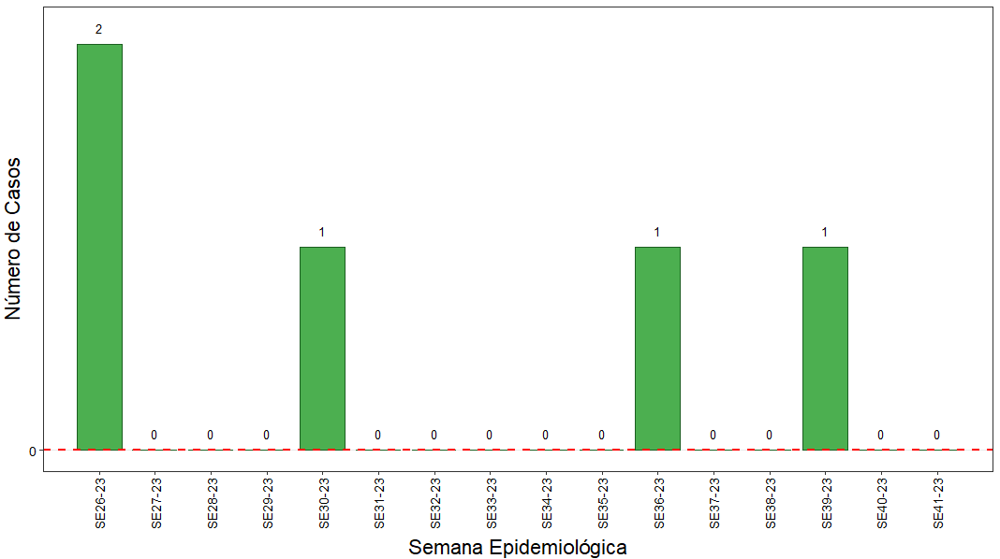 Número de Casos
2
0
0
0
1
0
0
0
0
0
1
0
0
1
0
0
0
SE26-23
SE27-23
SE28-23
SE29-23
SE30-23
SE31-23
SE32-23
SE33-23
SE34-23
SE35-23
SE36-23
SE37-23
SE38-23
SE39-23
SE40-23
SE41-23
Semana Epidemiológica